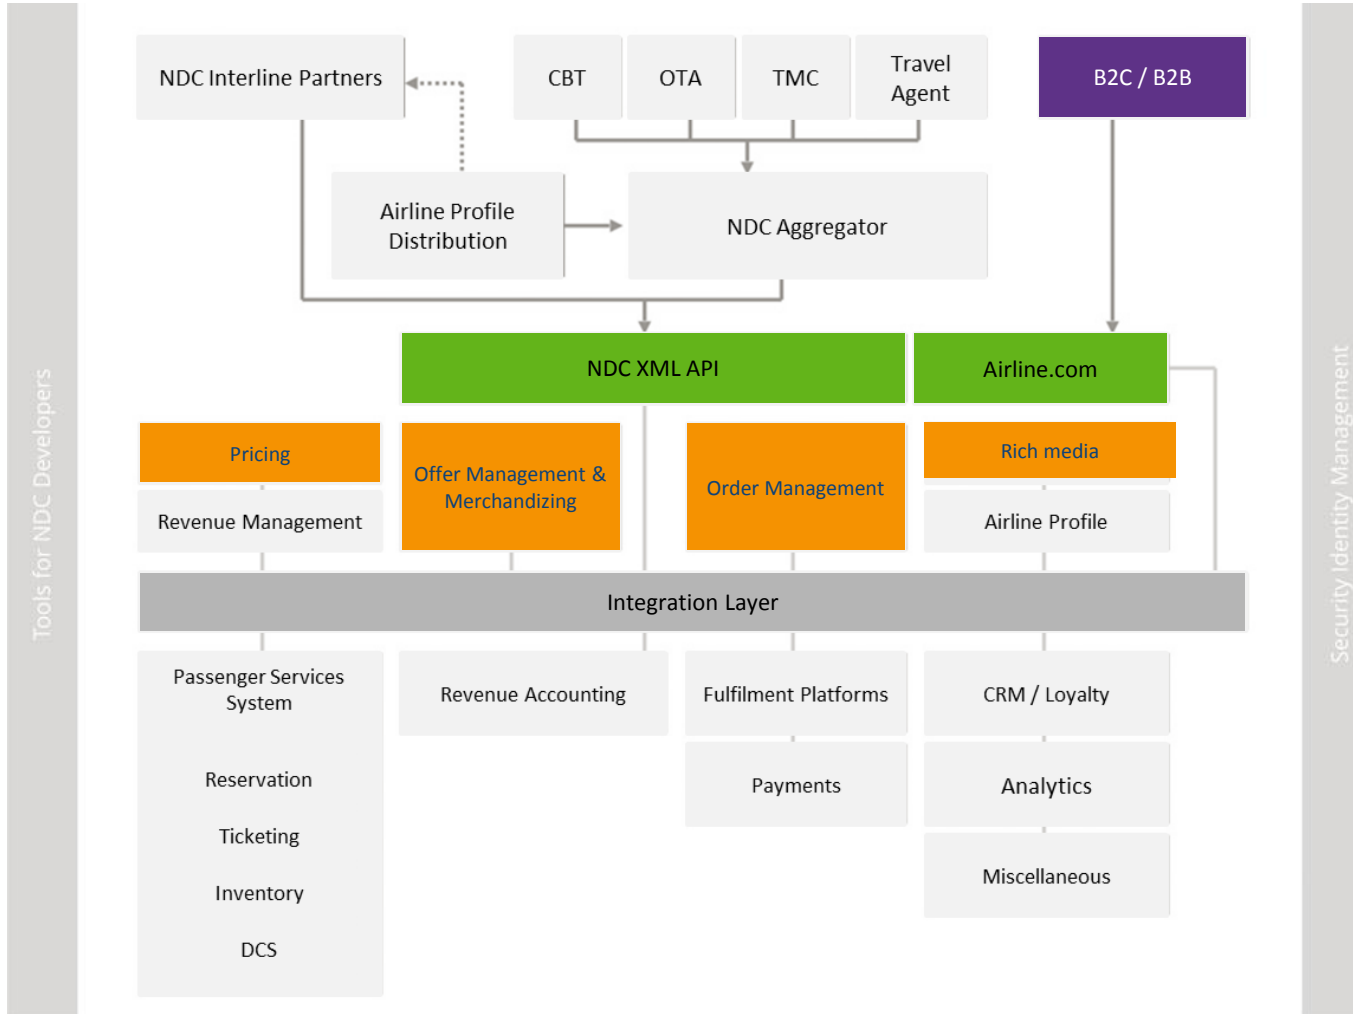 NDC Interline Partners
CBT
OTA
TMC
Travel
Agent
B2C / B2B
Airline Profile
Distribution
NDC Aggregator
NDC XML API
Airline.com
Tools for NDC Developers
Security Identity Management
Pricing
Offer Management &
Merchandizing
Order Management
Rich media
Revenue Management
Airline Profile
Integration Layer
Passenger Services
System
Revenue Accounting
Fulfilment Platforms
CRM / Loyalty
Reservation
Payments
Analytics
Ticketing
Inventory
Miscellaneous
DCS